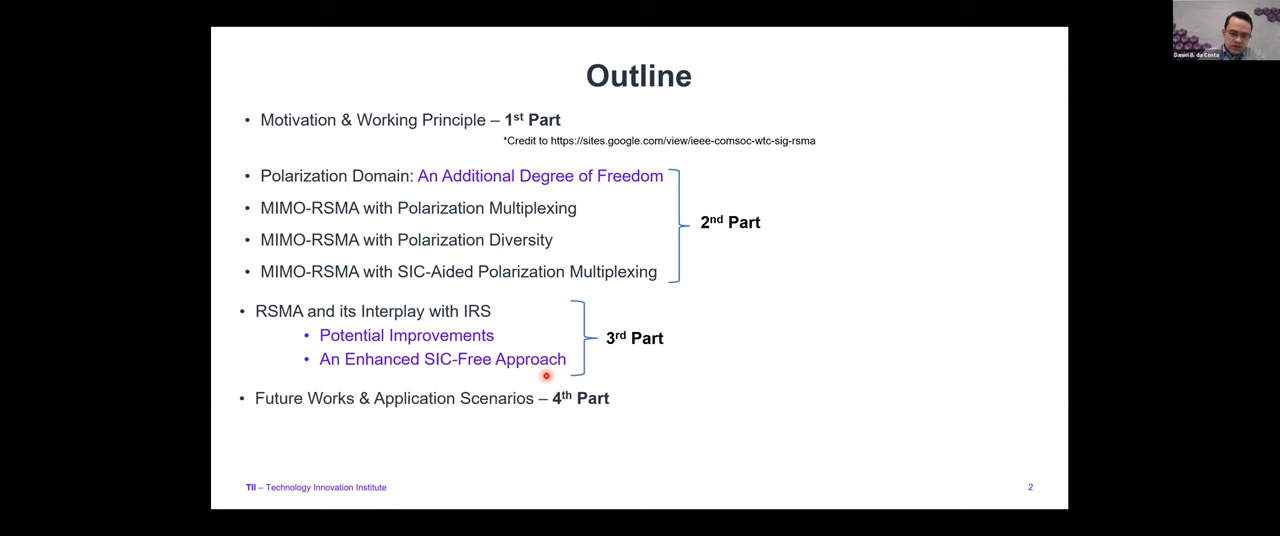 Daniel B. da Costa
Outline
• Motivation & Working Principle – 1st Part
*Credit to https://sites.google.com/view/ieee-comsoc-wtc-sig-rsma
• Polarization Domain: An Additional Degree of Freedom
• MIMO-RSMA with Polarization Multiplexing
• MIMO-RSMA with Polarization Diversity
• MIMO-RSMA with SIC-Aided Polarization Multiplexing
2nd Part
• RSMA and its Interplay with IRS
• Potential Improvements
• An Enhanced SIC-Free Approach
3rd Part
• Future Works & Application Scenarios – 4th Part
TII – Technology Innovation Institute
2